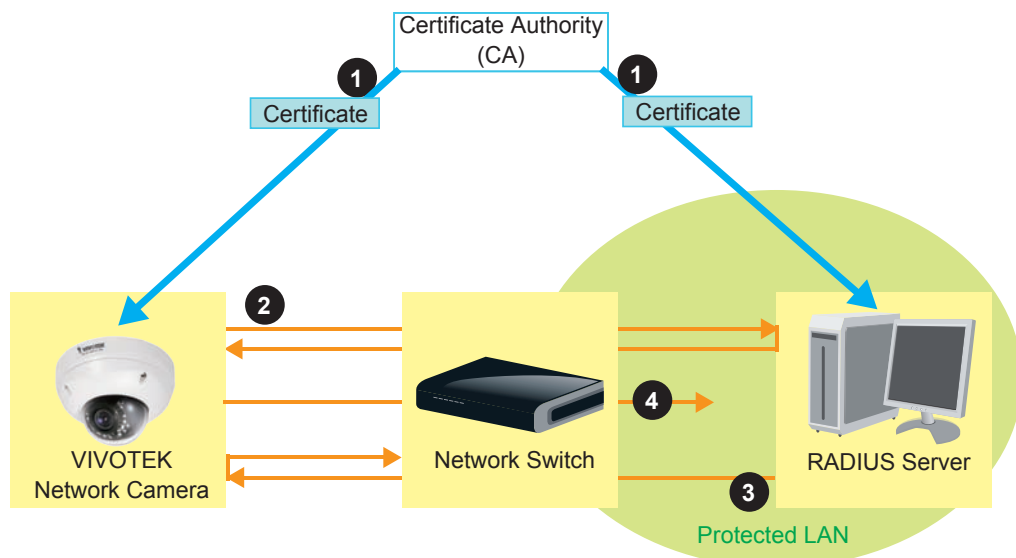 Certificate Authority
(CA)
1
1
Certificate
Certificate
2
4
VIVOTEK
Network Camera
Network Switch
RADIUS Server
3
Protected LAN